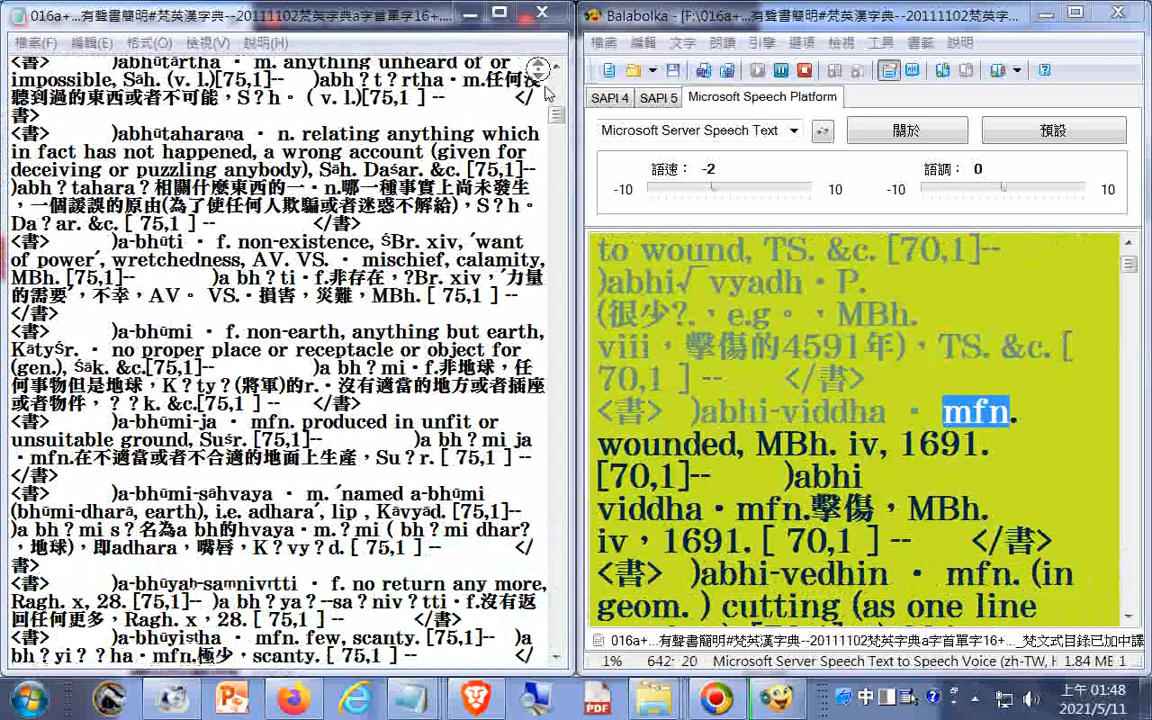 016a+...有聲書簡明#梵英漢字典--20111102梵英字典a字首單字16+...
檔案(F) 編輯(E) 格式(O) 檢視(V) 說明(H)
<書> )abhūtârtha · m. anything unheard of or
impossible, Sāh. (v. l.)[75,1]-- )abh ? t ? rtha · m.任何沒
聽到過的東西或者不可能，S ? h。 ( v. l.)[75,1 ] -- </
書>
<書> )abhūtaharaṇa · n. relating anything which
in fact has not happened, a wrong account (given for
deceiving or puzzling anybody), Sāh. Daśar. &c. [75,1]--
)abh ? tahara ? 相關什麼東西的一 · n.哪一種事實上尚未發生
，一個諼誤的原由(為了使任何人欺騙或者迷惑不解給)，S ? h。
Da ? ar. &c. [ 75,1 ] -- </書>
<書> )a-bhūti · f. non-existence, ŚBr. xiv, 'want
of power', wretchedness, AV. VS. · mischief, calamity,
MBh. [75,1]-- )a bh ? ti · f.非存在，?Br. xiv，'力量
的需要'，不幸，AV。 VS. · 損害，災難，MBh. [ 75,1 ] --
</書>
<書> )a-bhūmi · f. non-earth, anything but earth,
KātyŚr. · no proper place or receptacle or object for
(gen.), Śāk. &c.[75,1]-- )a bh ? mi · f.非地球，任
何事物但是地球，K ? ty ? (將軍)的r. · 沒有適當的地方或者插座
或者物件， ? ? k. &c.[75,1 ] -- </書>
<書> )a-bhūmi-ja · mfn. produced in unfit or
unsuitable ground, Suśr. [75,1]-- )a bh ? mi ja
· mfn.在不適當或者不合適的地面上生產，Su ? r. [ 75,1 ] --
</書>
<書> )a-bhūmi-sāhvaya · m. 'named a-bhūmi
(bhūmi-dharā, earth), i.e. adhara', lip , Kāvyād. [75,1]--
)a bh ? mi s ? 名為a bh的hvaya · m. ? mi ( bh ? mi dhar?
，地球)，即adhara，嘴唇，K ? vy ? d. [ 75,1 ] -- </
書>
<書> )a-bhūyaḥ-saṃnivṛtti · f. no return any more,
Ragh. x, 28. [75,1]-- )a bh ? ya ? --sa ? niv ? tti · f.沒有返
回任何更多，Ragh. x，28. [ 75,1 ] -- </書>
<書> )a-bhūyiṣṭha · mfn. few, scanty. [75,1]-- )a
bh ? yi ? ? ha · mfn.極少，scanty. [ 75,1 ] -- </
Balabolka - [F:\016a+...有聲書簡明#梵英漢字典--20111102梵英字...
檔案 編輯 文字 朗讀 引擎 選項 檢視 工具 書籤 說明
SAPI 4 SAPI 5 Microsoft Speech Platform
Microsoft Server Speech Text 關於 預設
語速： -2 語調： 0
-10 10 -10 10
to wound, TS. &c. [70,1]--
)abhi√ vyadh · P.
(很少?.，e.g。，MBh.
viii，擊傷的4591年)，TS. &c. [
70,1 ] -- </書>
<書> )abhi-viddha · mfn.
wounded, MBh. iv, 1691.
[70,1]-- )abhi
viddha · mfn.擊傷，MBh.
iv，1691. [ 70,1 ] -- </書>
<書> )abhi-vedhin · mfn. (in
geom. ) cutting (as one line
016a+...有聲書簡明#梵英漢字典--20111102梵英字典a字首單字16+..._梵文式目錄已加中譯
1% 642: 20 Microsoft Server Speech Text to Speech Voice (zh-TW, H 1.84 MB 1
中
上午 01:48
2021/5/11